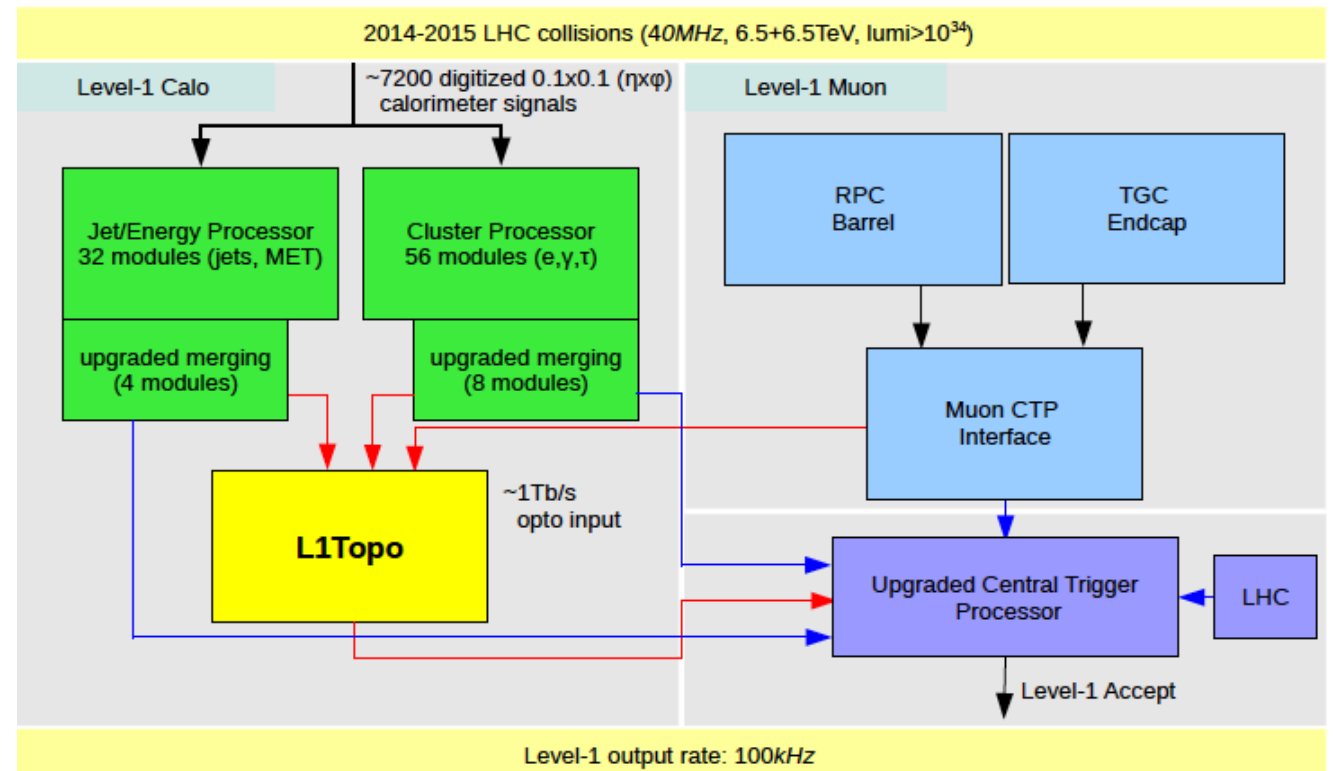 2014-2015 LHC collisions (40MHz, 6.5+6.5TeV, lumi>10³⁴)
Level-1 Calo
~7200 digitized 0.1x0.1 (ηxφ)
calorimeter signals
Level-1 Muon
Jet/Energy Processor
32 modules (jets, MET)
Cluster Processor
56 modules (e,γ,τ)
RPC
Barrel
TGC
Endcap
upgraded merging
(4 modules)
upgraded merging
(8 modules)
Muon CTP
Interface
L1Topo
~1Tb/s
opto input
Upgraded Central Trigger
Processor
LHC
Level-1 Accept
Level-1 output rate: 100kHz